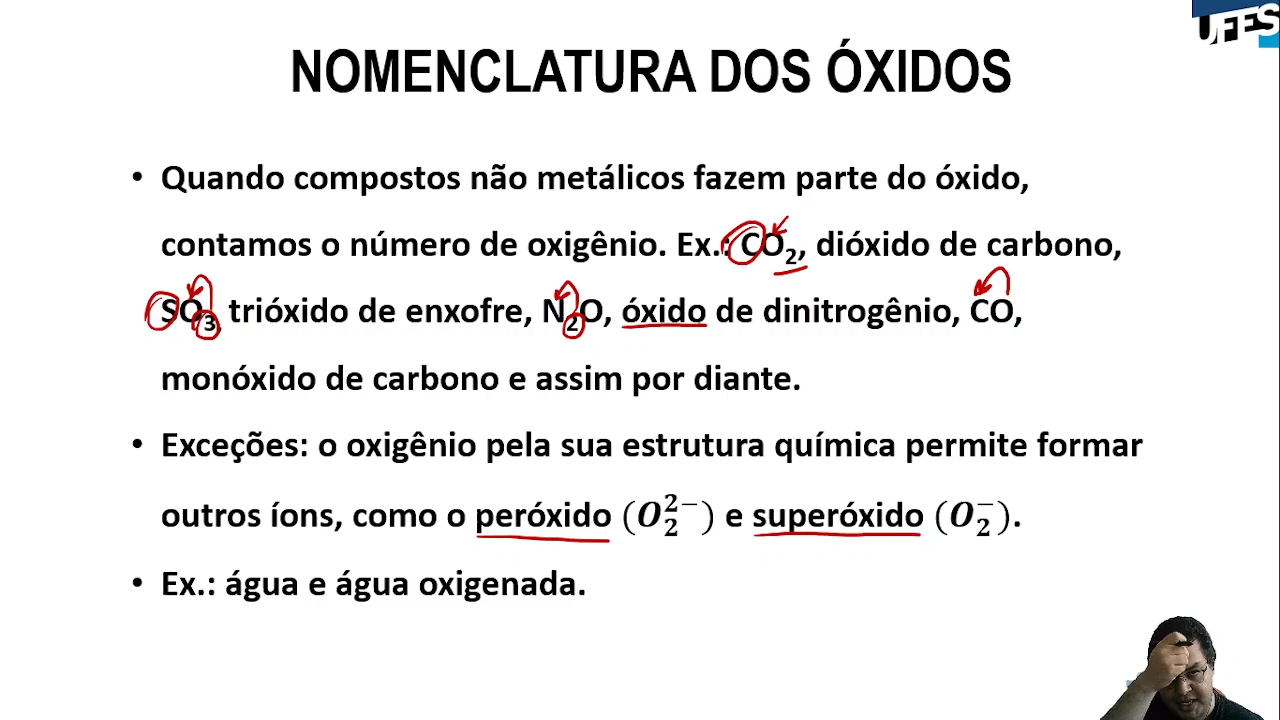 UFES
NOMENCLATURA DOS ÓXIDOS
• Quando compostos não metálicos fazem parte do óxido,
contamos o número de oxigênio. Ex.: CO₂, dióxido de carbono,
SO₃, trióxido de enxofre, N₂O, óxido de dinitrogênio, CO,
monóxido de carbono e assim por diante.
• Exceções: o oxigênio pela sua estrutura química permite formar
outros íons, como o peróxido (O₂²⁻) e superóxido (O₂⁻).
• Ex.: água e água oxigenada.